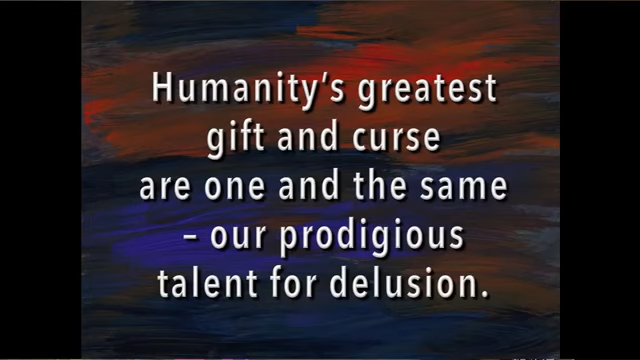 Humanity's greatest
gift and curse
are one and the same
– our prodigious
talent for delusion.